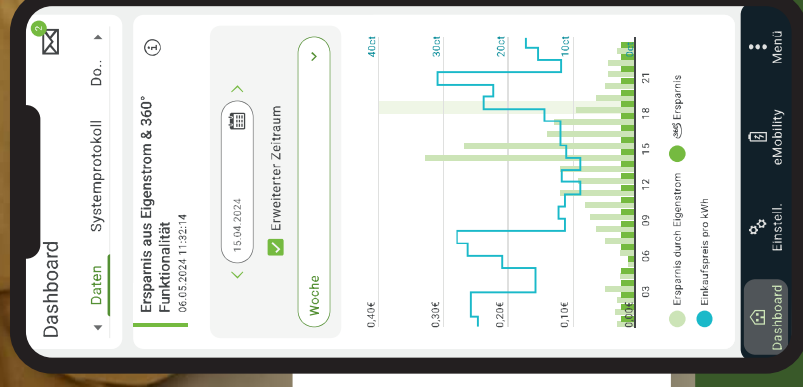 2
Dashboard
Daten Systemprotokoll Do..
Ersparnis aus Eigenstrom & 360°
Funktionalität
06.05.2024 11:32:14
15.04.2024
Erweiterter Zeitraum
Woche
0,40€ 40ct
0,30€ 30ct
0,20€ 20ct
0,10€ 10ct
0,00€ 0ct
03 06 09 12 15 18 21
Ersparnis durch Eigenstrom 360 Ersparnis
Einkaufspreis pro kWh
Dashboard Einstell. eMobility Menü